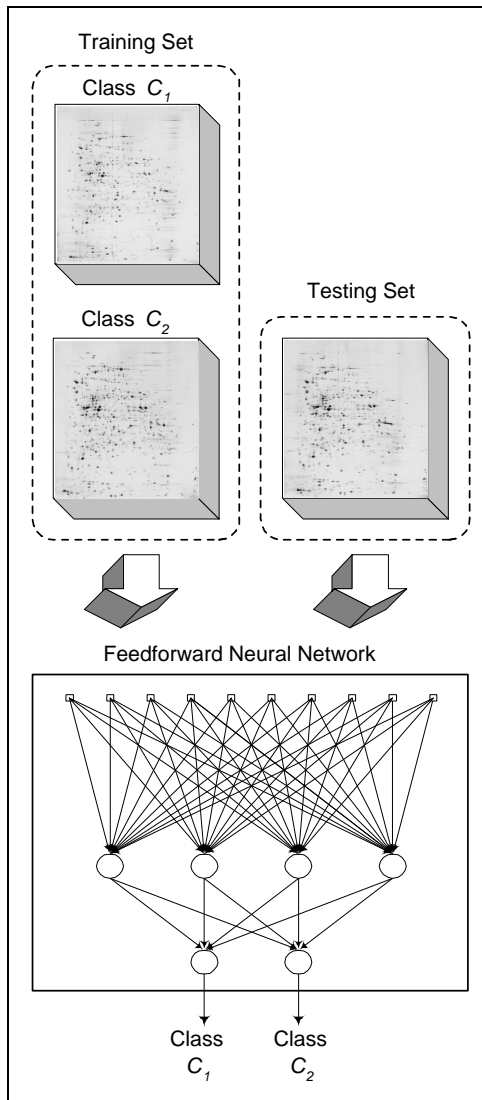 Training Set
Class C1
Class C2
Testing Set
Feedforward Neural Network
Class
C1
Class
C2